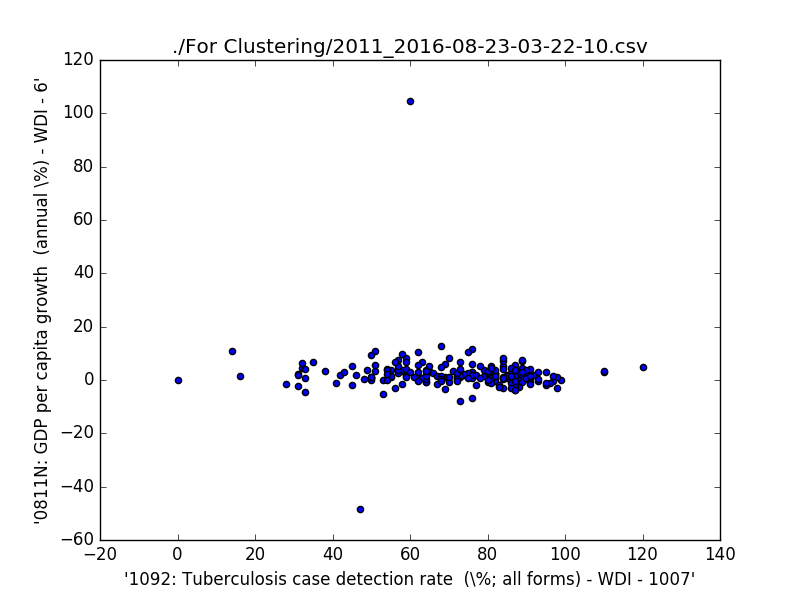 ./For Clustering/2011_2016-08-23-03-22-10.csv
120
100
80
60
40
20
0
−20
−40
−60
'0811N: GDP per capita growth  (annual \%) - WDI - 6'
−20 0 20 40 60 80 100 120 140
'1092: Tuberculosis case detection rate  (\%; all forms) - WDI - 1007'